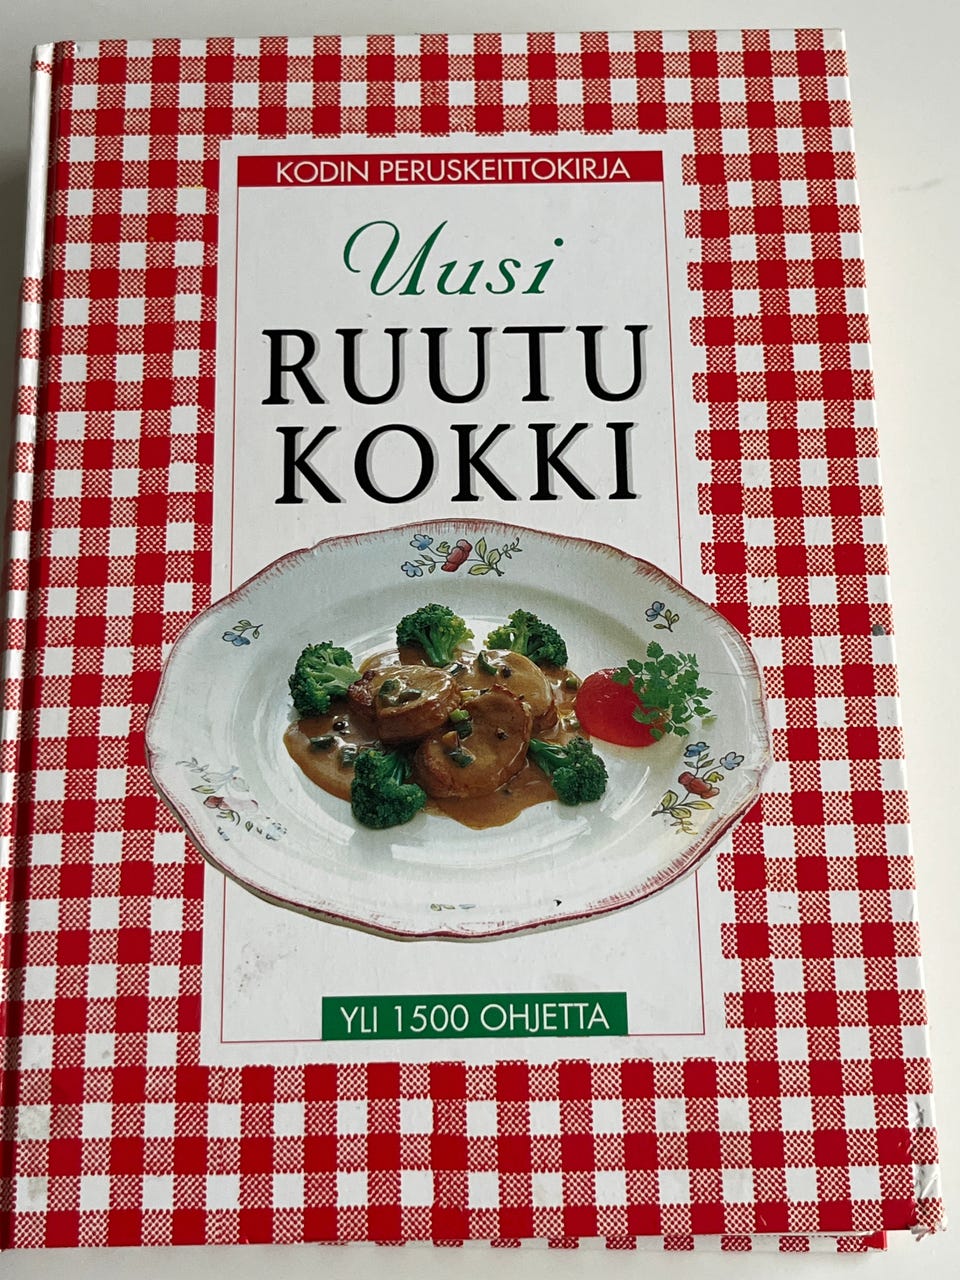 KODIN PERUSKEITTOKIRJA
Uusi
RUUTU
KOKKI
YLI 1500 OHJETTA